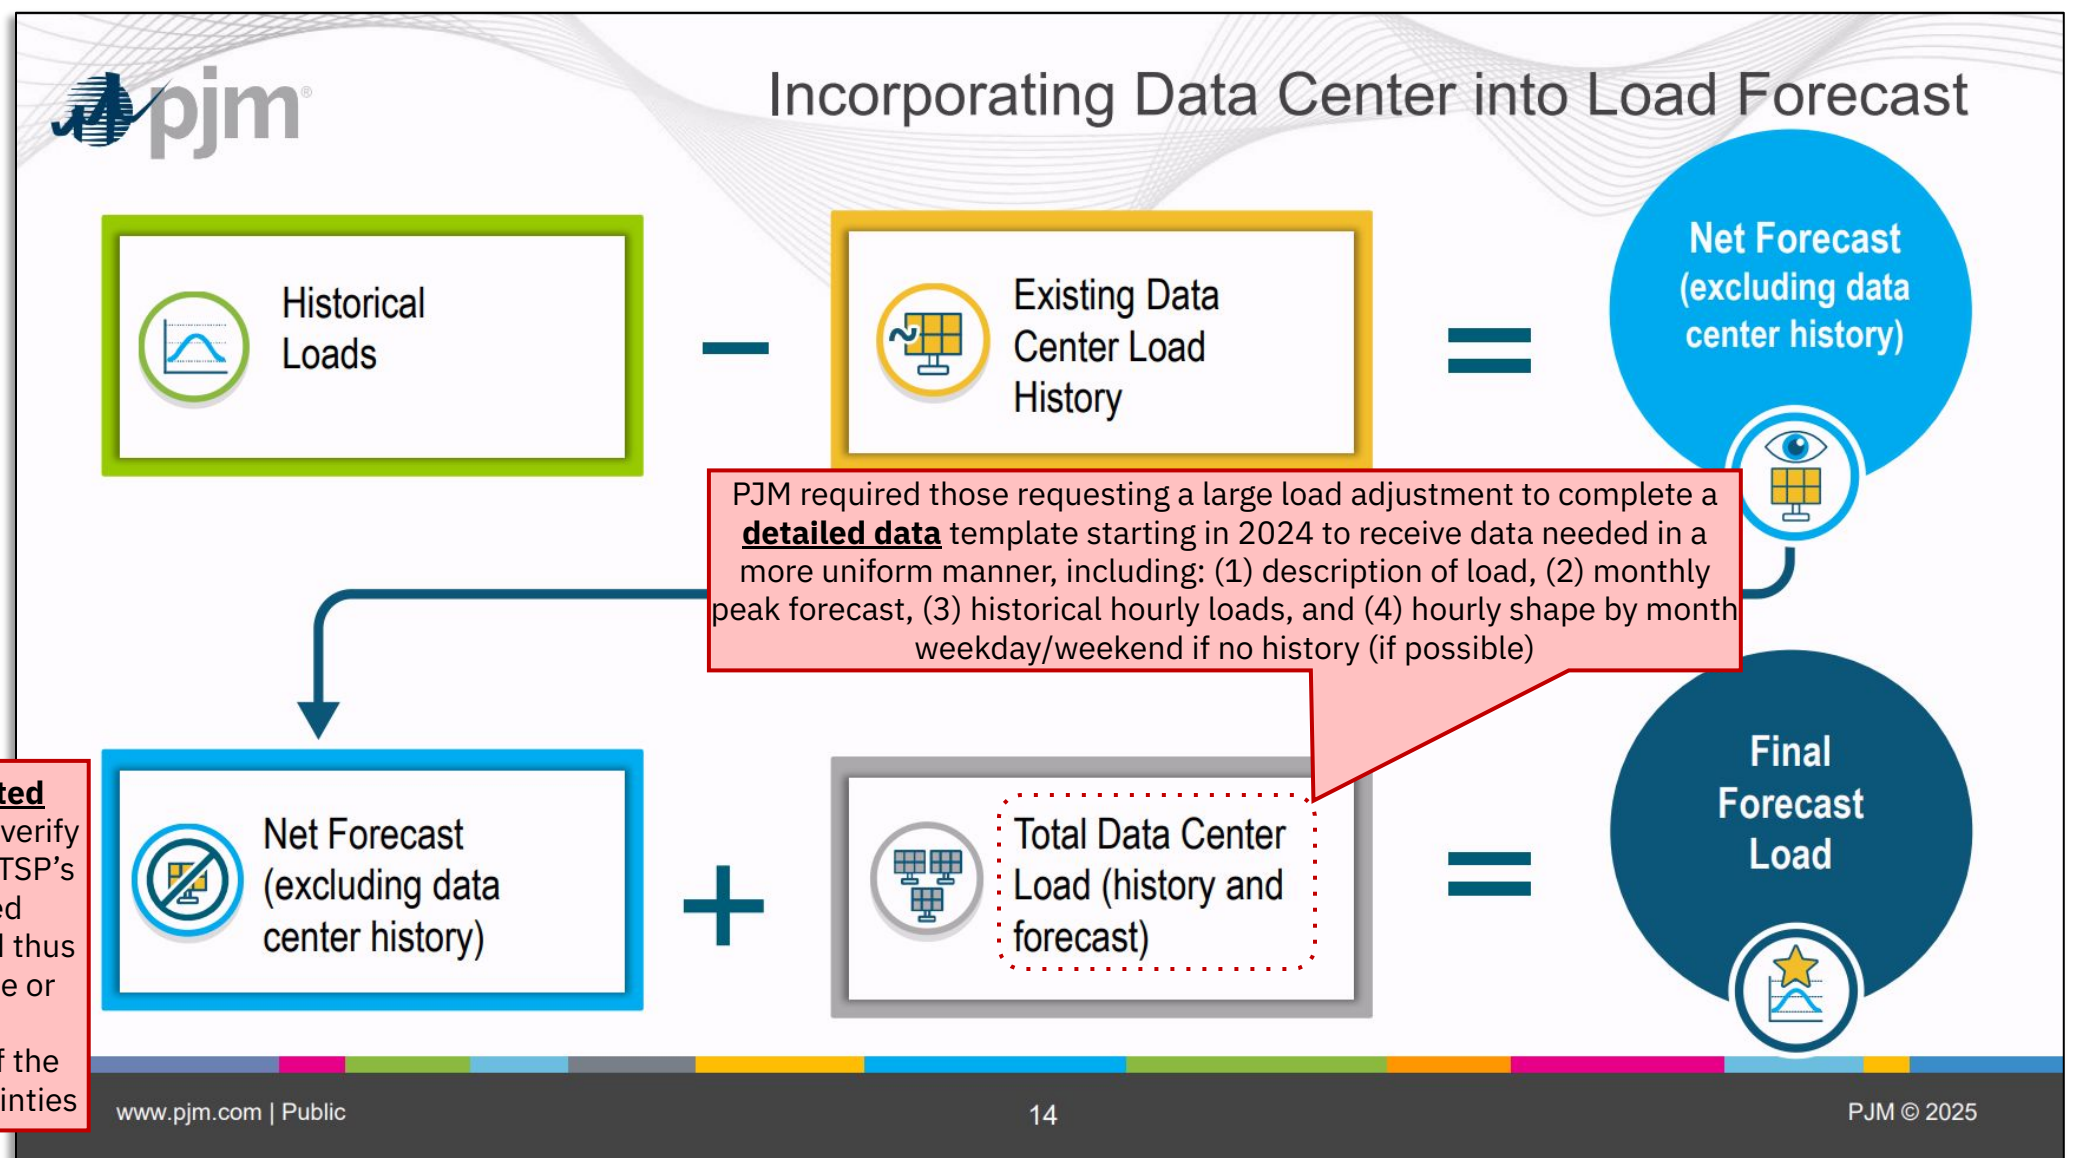 pjm®
Incorporating Data Center into Load Forecast
Historical
Loads
Existing Data
Center Load
History
Net Forecast
(excluding data
center history)
PJM required those requesting a large load adjustment to complete a
detailed data template starting in 2024 to receive data needed in a
more uniform manner, including: (1) description of load, (2) monthly
peak forecast, (3) historical hourly loads, and (4) hourly shape by month
weekday/weekend if no history (if possible)
Net Forecast
(excluding data
center history)
Total Data Center
Load (history and
forecast)
Final
Forecast
Load
verify
TSP's
thus
or
the
www.pjm.com | Public
14
PJM © 2025